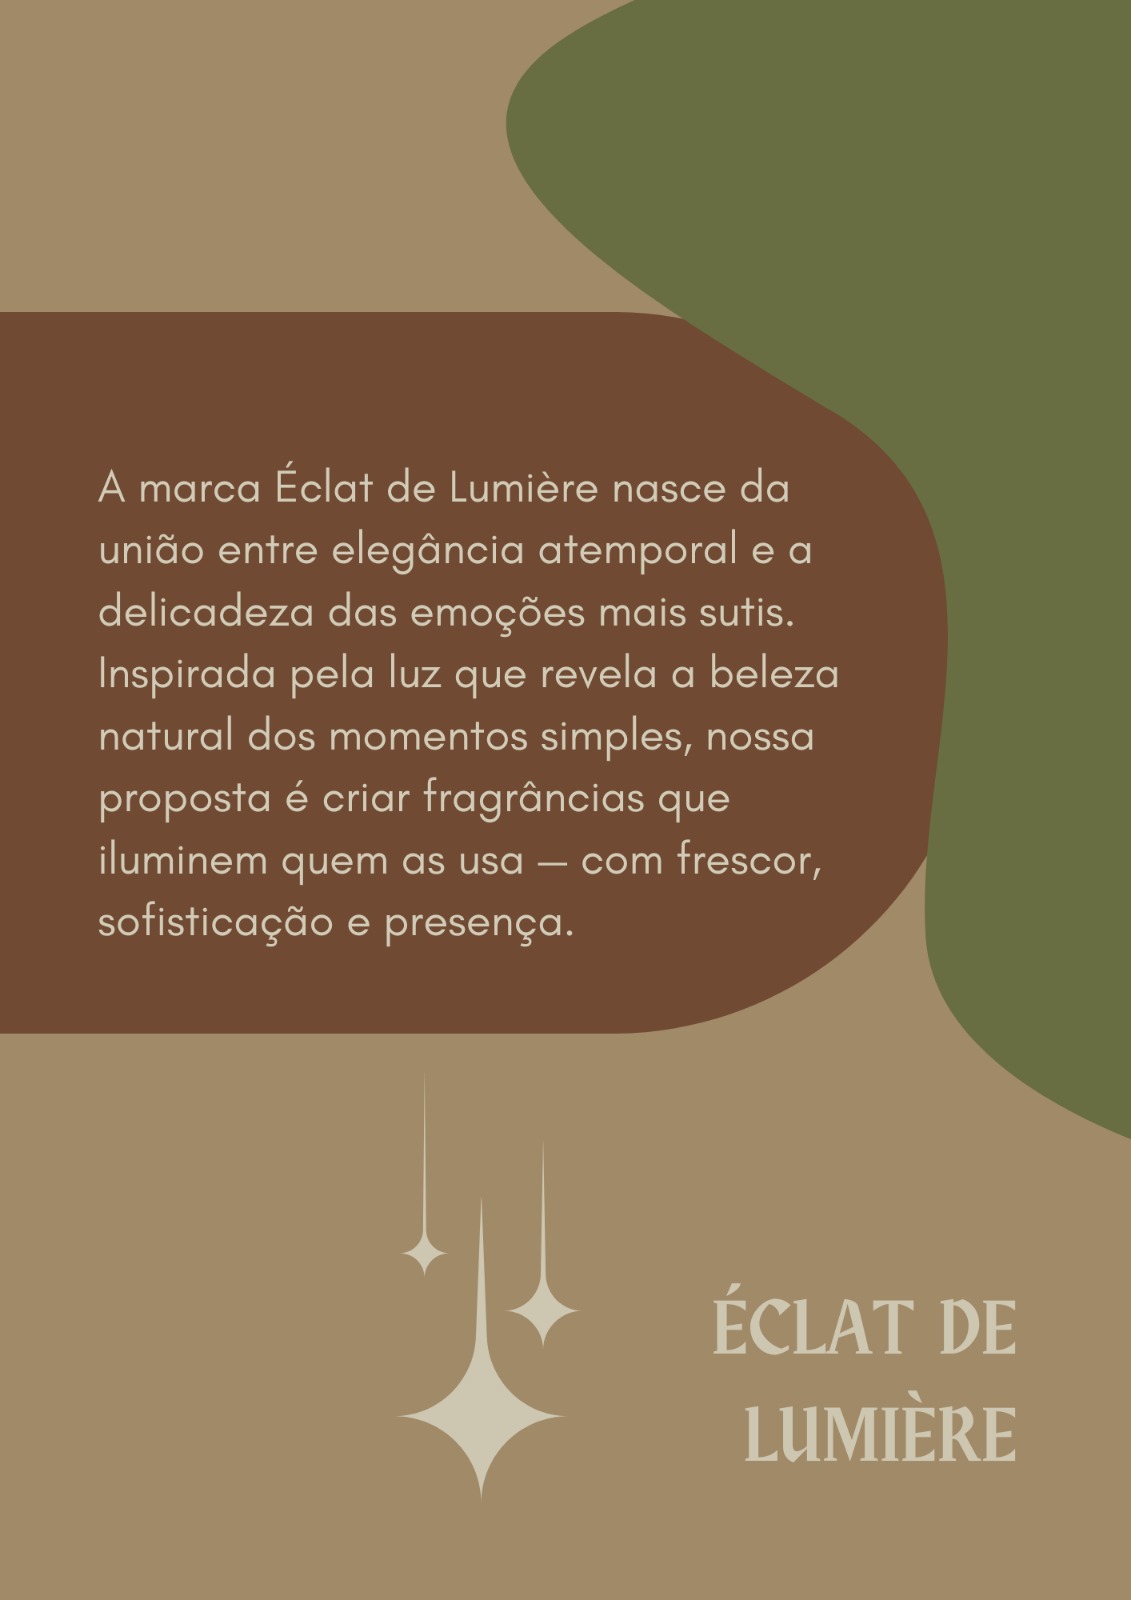 A marca Éclat de Lumière nasce da
união entre elegância atemporal e a
delicadeza das emoções mais sutis.
Inspirada pela luz que revela a beleza
natural dos momentos simples, nossa
proposta é criar fragrâncias que
iluminem quem as usa — com frescor,
sofisticação e presença.
ÉCLAT DE
LUMIÈRE